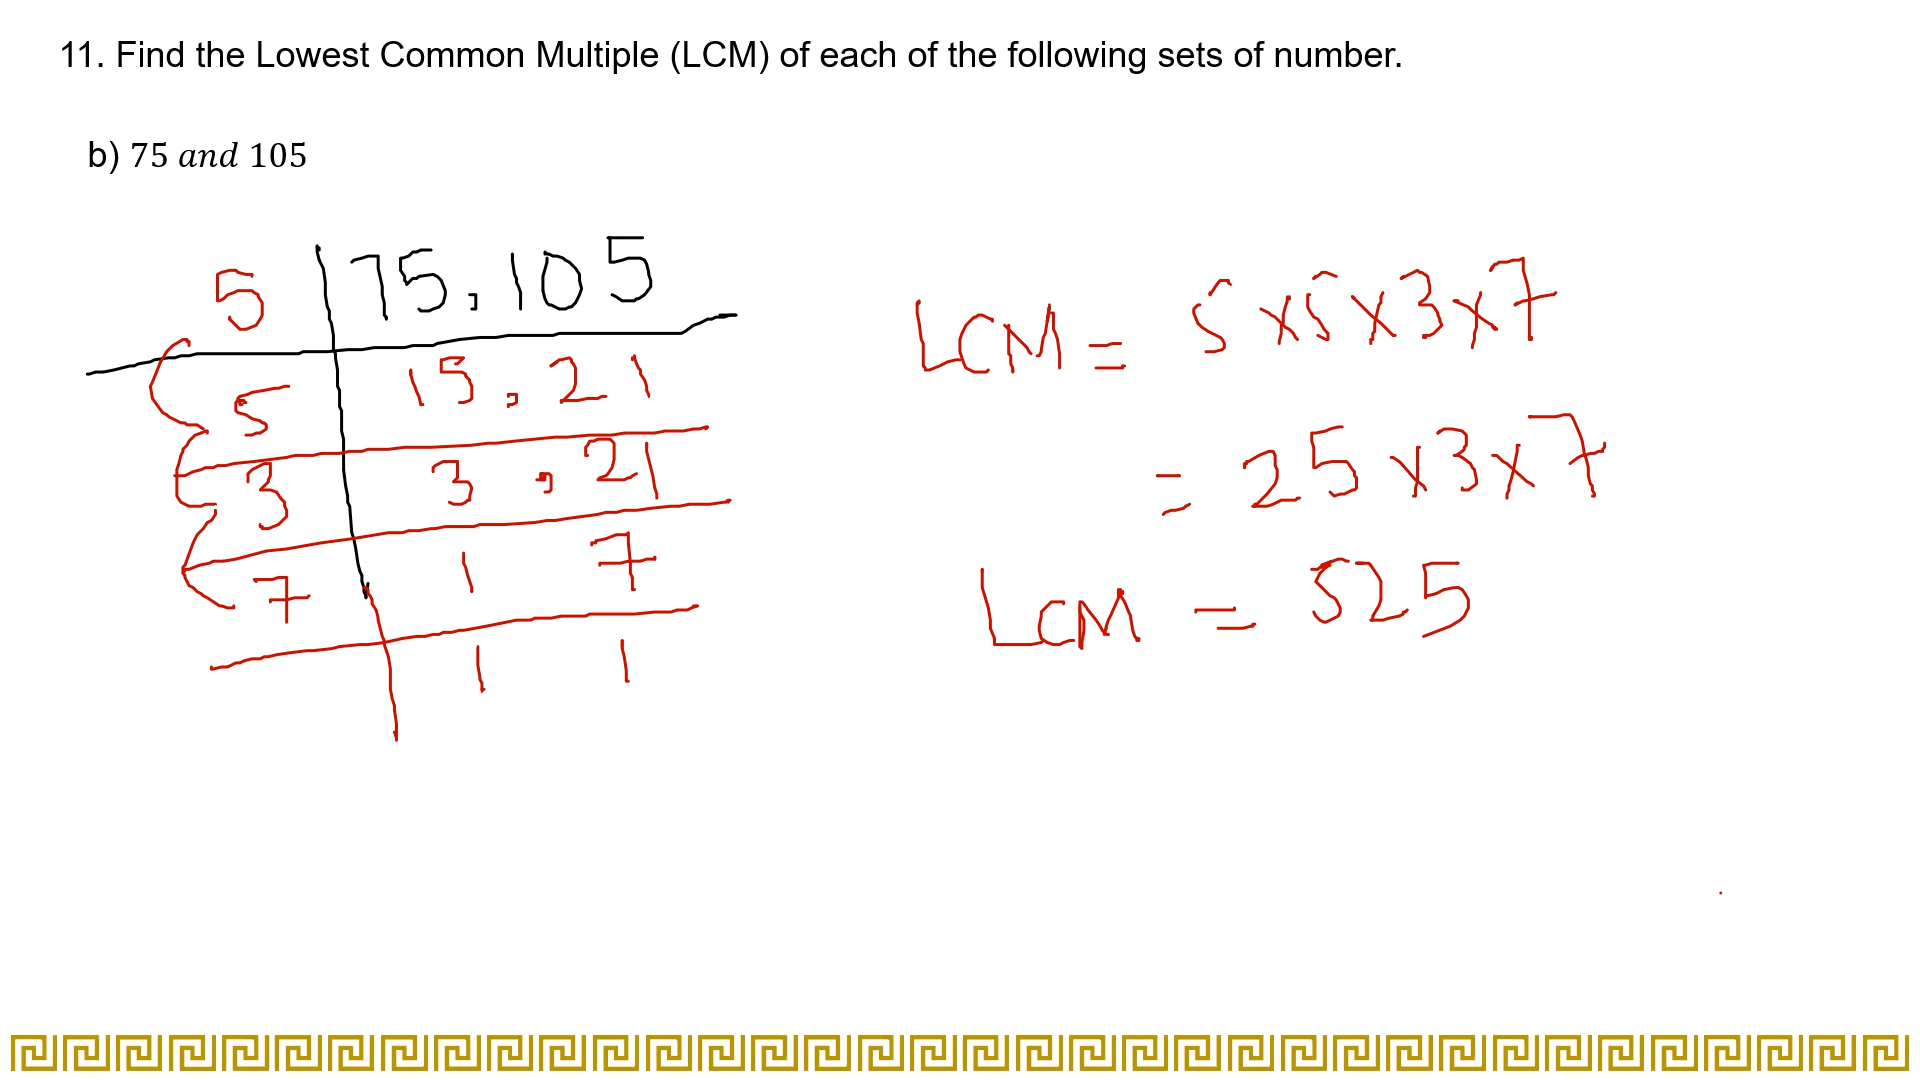 11. Find the Lowest Common Multiple (LCM) of each of the following sets of number.
b) 75 and 105
5 | 75, 105
5 | 15, 21
3 | 3, 21
7 | 1 7
1 1
LCM = 5 x 5 x 3 x 7
= 25 x 3 x 7
LCM = 525